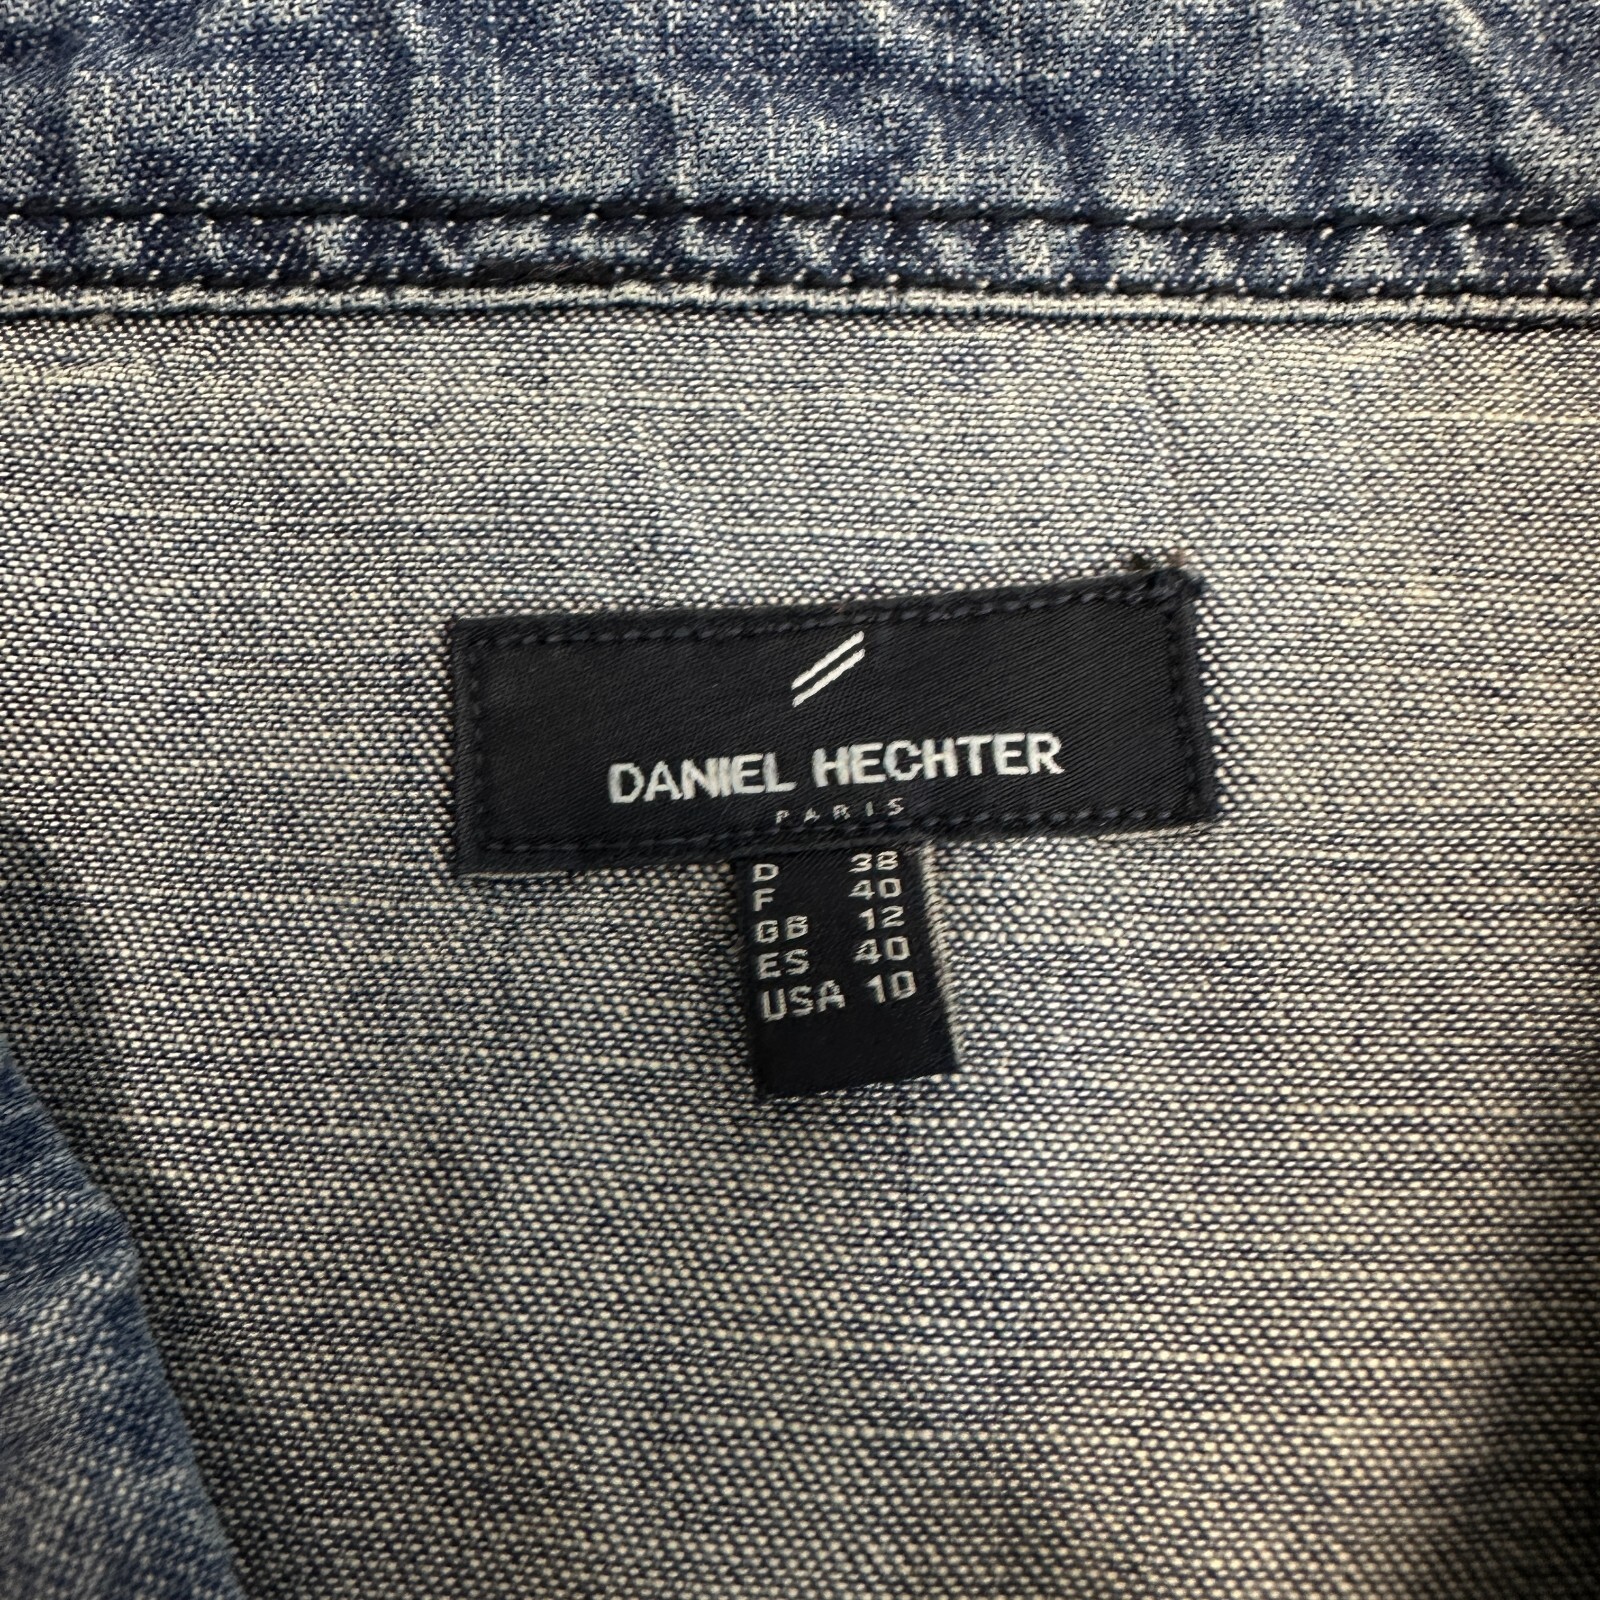 DANIEL HECHTER
PARIS
D 38
F 40
GB 12
ES 40
USA 10